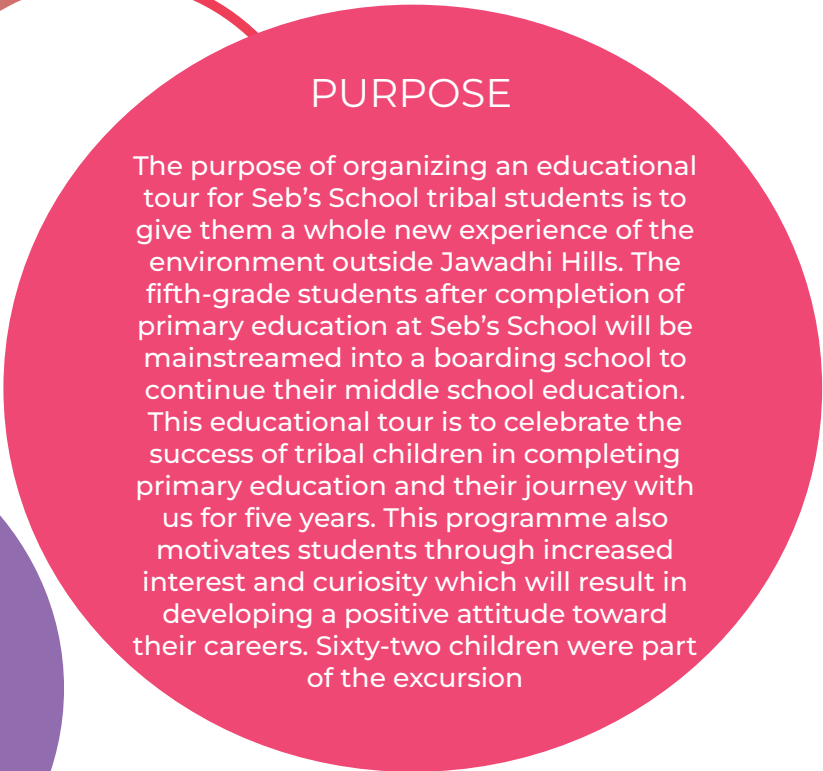 PURPOSE
The purpose of organizing an educational
tour for Seb’s School tribal students is to
give them a whole new experience of the
environment outside Jawadhi Hills. The
fifth-grade students after completion of
primary education at Seb’s School will be
mainstreamed into a boarding school to
continue their middle school education.
This educational tour is to celebrate the
success of tribal children in completing
primary education and their journey with
us for five years. This programme also
motivates students through increased
interest and curiosity which will result in
developing a positive attitude toward
their careers. Sixty-two children were part
of the excursion